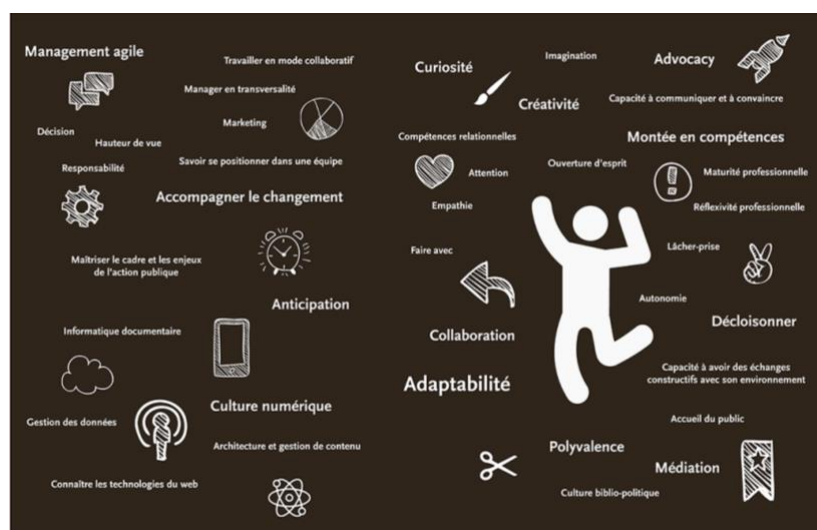 Management agile
Travailler en mode collaboratif
Manager en transversalité
Marketing
Décision
Hauteur de vue
Responsabilité
Savoir se positionner dans une équipe
Accompagner le changement
Maîtriser le cadre et les enjeux
de l'action publique
Anticipation
Informatique documentaire
Culture numérique
Gestion des données
Architecture et gestion de contenu
Connaître les technologies du web
Curiosité
Imagination
Advocacy
Créativité
Capacité à communiquer et à convaincre
Compétences relationnelles
Montée en compétences
Ouverture d'esprit
Attention
Maturité professionnelle
Empathie
Réflexivité professionnelle
Faire avec
Lâcher-prise
Autonomie
Collaboration
Décloisonner
Adaptabilité
Capacité à avoir des échanges
constructifs avec son environnement
Accueil du public
Polyvalence
Médiation
Culture biblio-politique